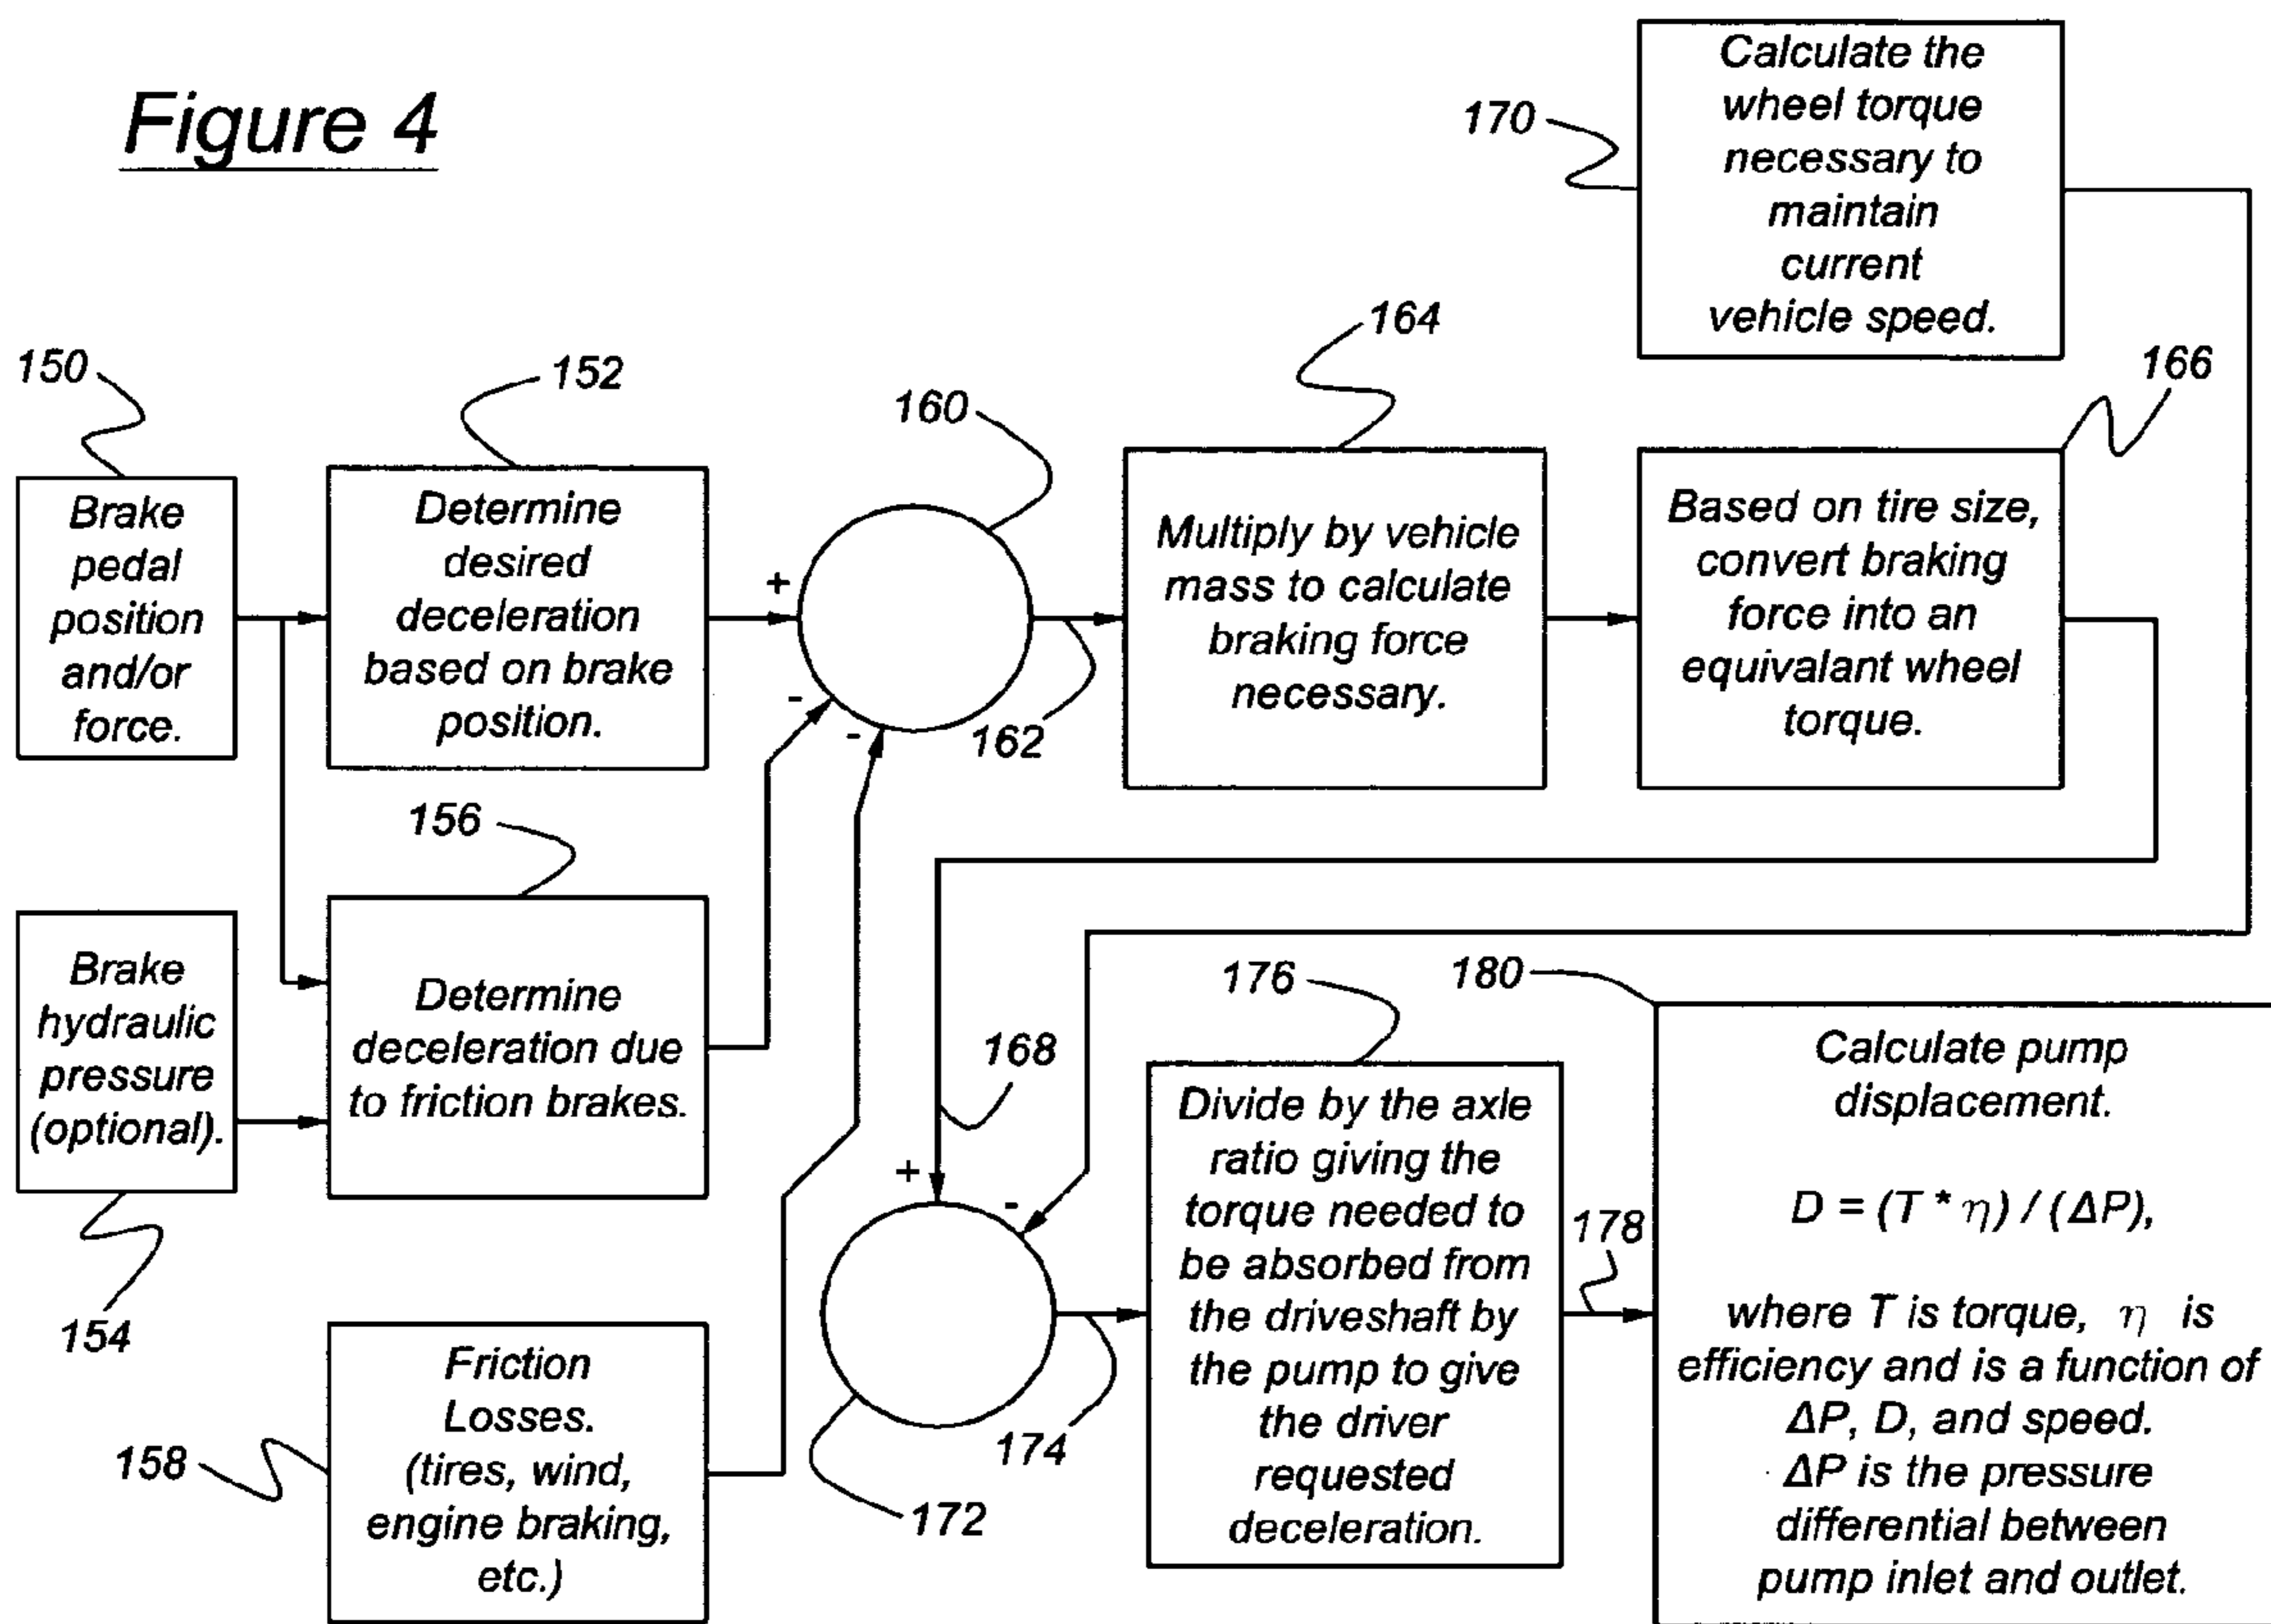 Figure 4
170
Calculate the
wheel torque
necessary to
maintain
current
vehicle speed.
150
152
160
164
166
Brake
pedal
position
and/or
force.
Determine
desired
deceleration
based on brake
position.
+
-
-
162
Multiply by vehicle
mass to calculate
braking force
necessary.
Based on tire size,
convert braking
force into an
equivalant wheel
torque.
156
Brake
hydraulic
pressure
(optional).
154
Determine
deceleration due
to friction brakes.
158
Friction
Losses.
(tires, wind,
engine braking,
etc.)
168
+
-
172
174
176
Divide by the axle
ratio giving the
torque needed to
be absorbed from
the driveshaft by
the pump to give
the driver
requested
deceleration.
178
180
Calculate pump
displacement.
D = (T * η) / (ΔP),
where T is torque, η is
efficiency and is a function of
ΔP, D, and speed.
ΔP is the pressure
differential between
pump inlet and outlet.